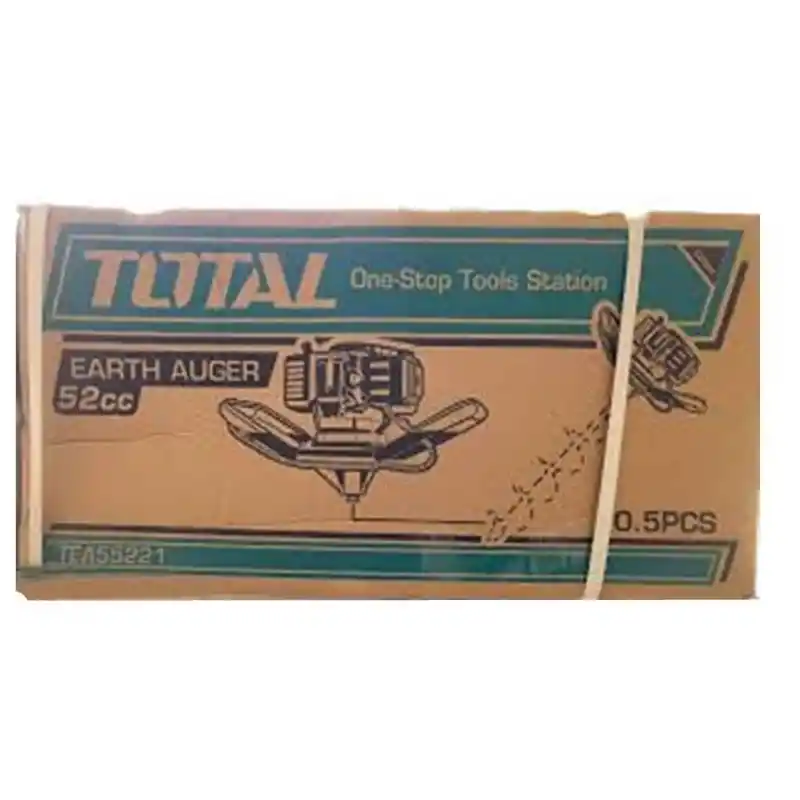 TOTAL One-Stop Tools Station
EARTH AUGER
52cc
0.5PCS
TEA55221